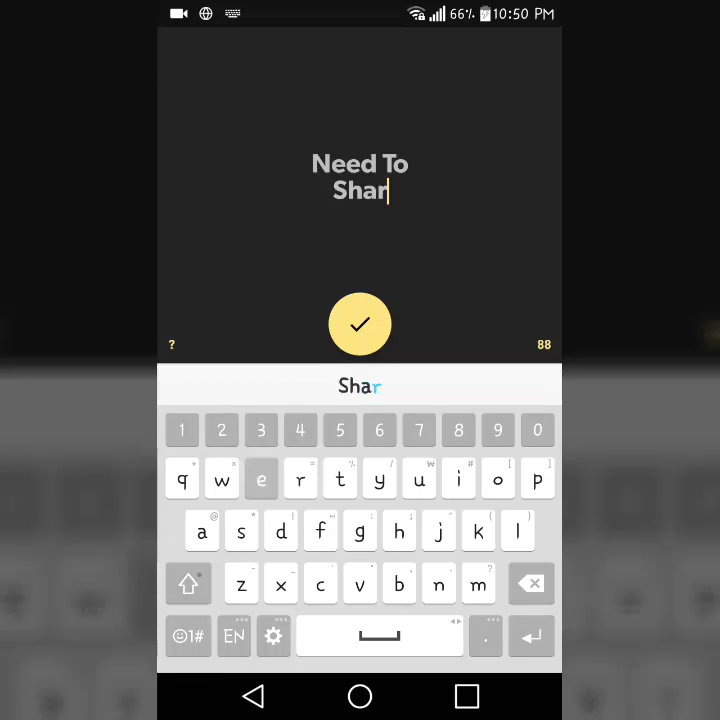 66% 10:50 PM
Need To
Shar
? 88
Shar
1 2 3 4 5 6 7 8 9 0
q w e r t y u i o p
a s d f g h j k l
z x c v b n m
1# EN .